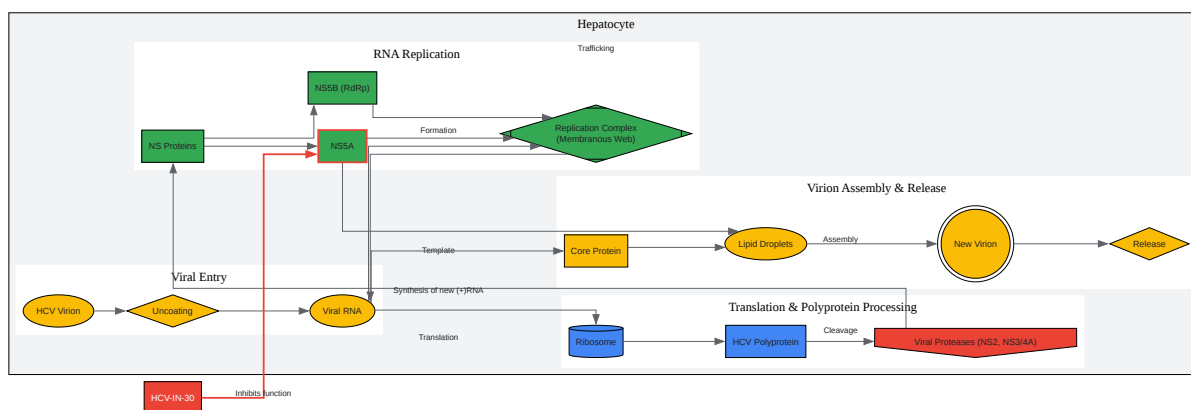 Hepatocyte
Trafficking
RNA Replication
NS5B (RdRp)
Formation
Replication Complex
(Membranous Web)
NS Proteins
NS5A
Virion Assembly & Release
Template
Core Protein
Lipid Droplets
Assembly
New Virion
Release
Viral Entry
Synthesis of new (+)RNA
HCV Virion
Uncoating
Viral RNA
Translation & Polyprotein Processing
Translation
Ribosome
HCV Polyprotein
Cleavage
Viral Proteases (NS2, NS3/4A)
HCV-IN-30
Inhibits function